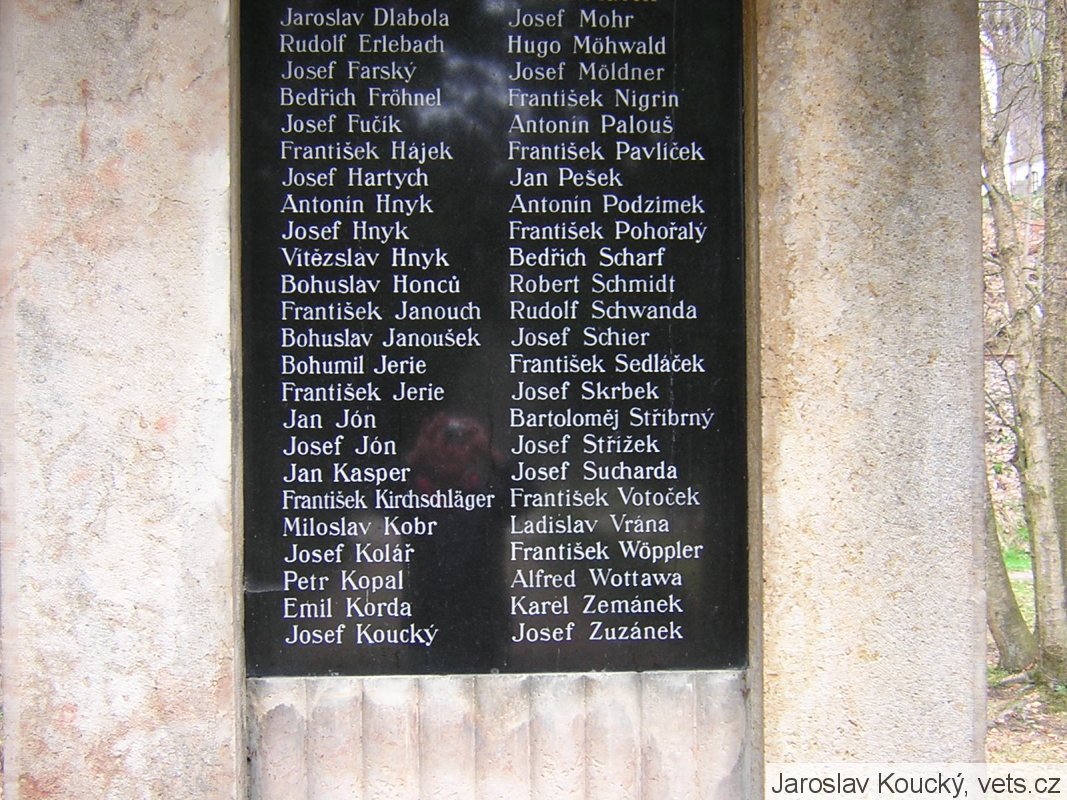 Jaroslav Dlabola
Rudolf Erlebach
Josef Farský
Bedřich Fröhnel
Josef Fučík
František Hájek
Josef Hartych
Antonín Hnyk
Josef Hnyk
Vítězslav Hnyk
Bohuslav Honců
František Janouch
Bohuslav Janoušek
Bohumil Jerie
František Jerie
Jan Jón
Josef Jón
Jan Kasper
František Kirchschläger
Miloslav Kobr
Josef Kolář
Petr Kopal
Emil Korda
Josef Koucký
Josef Mohr
Hugo Möhwald
Josef Möldner
František Nigrin
Antonín Palouš
František Pavlíček
Jan Pešek
Antonín Podzimek
František Pohořalý
Bedřich Scharf
Robert Schmidt
Rudolf Schwanda
Josef Schier
František Sedláček
Josef Skrbek
Bartoloměj Stříbrný
Josef Střížek
Josef Sucharda
František Votoček
Ladislav Vrána
František Wöppler
Alfred Wottawa
Karel Zemánek
Josef Zuzánek
Jaroslav Koucký, vets.cz